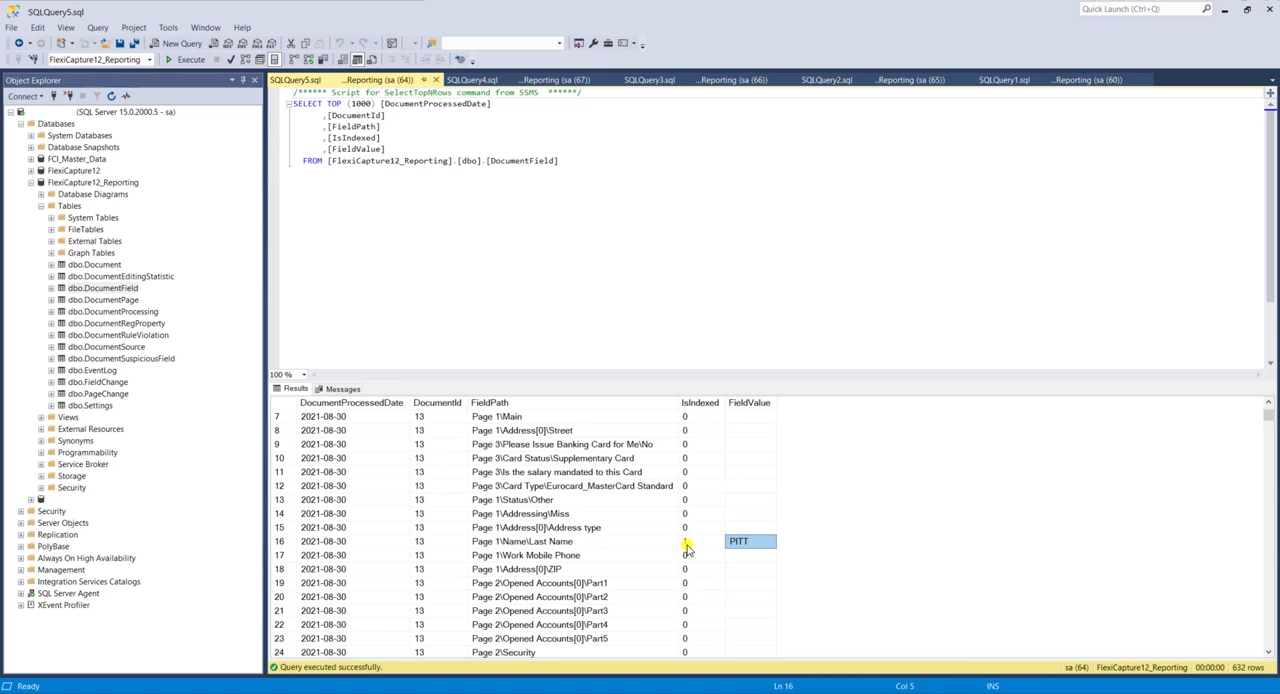 SQLQuery5.sql
Quick Launch (Ctrl+Q)
File Edit View Query Project Tools Window Help
New Query
FlexiCapture12_Reporting Execute
Object Explorer
Connect
(SQL Server 15.0.2000.5 - sa)
Databases
System Databases
Database Snapshots
FCI_Master_Data
FlexiCapture12
FlexiCapture12_Reporting
Database Diagrams
Tables
System Tables
FileTables
External Tables
Graph Tables
dbo.Document
dbo.DocumentEditingStatistic
dbo.DocumentField
dbo.DocumentPage
dbo.DocumentProcessing
dbo.DocumentRegProperty
dbo.DocumentRuleViolation
dbo.DocumentSource
dbo.DocumentSuspiciousField
dbo.EventLog
dbo.FieldChange
dbo.PageChange
dbo.Settings
Views
External Resources
Synonyms
Programmability
Service Broker
Storage
Security
Security
Server Objects
Replication
PolyBase
Always On High Availability
Management
Integration Services Catalogs
SQL Server Agent
XEvent Profiler
SQLQuery5.sql ...Reporting (sa (64)) SQLQuery4.sql ...Reporting (sa (67)) SQLQuery3.sql ...Reporting (sa (66)) SQLQuery2.sql ...Reporting (sa (65)) SQLQuery1.sql ...Reporting (sa (60))
/****** Script for SelectTopNRows command from SSMS ******/
SELECT TOP (1000) [DocumentProcessedDate]
,[DocumentId]
,[FieldPath]
,[IsIndexed]
,[FieldValue]
FROM [FlexiCapture12_Reporting].[dbo].[DocumentField]
100 %
Results Messages
DocumentProcessedDate DocumentId FieldPath IsIndexed FieldValue
7 2021-08-30 13 Page 1\Main 0
8 2021-08-30 13 Page 1\Address[0]\Street 0
9 2021-08-30 13 Page 3\Please Issue Banking Card for Me\No 0
10 2021-08-30 13 Page 3\Card Status\Supplementary Card 0
11 2021-08-30 13 Page 3\Is the salary mandated to this Card 0
12 2021-08-30 13 Page 3\Card Type\Eurocard_MasterCard Standard 0
13 2021-08-30 13 Page 1\Status\Other 0
14 2021-08-30 13 Page 1\Addressing\Miss 0
15 2021-08-30 13 Page 1\Address[0]\Address type 0
16 2021-08-30 13 Page 1\Name\Last Name PITT
17 2021-08-30 13 Page 1\Work Mobile Phone 0
18 2021-08-30 13 Page 1\Address[0]\ZIP 0
19 2021-08-30 13 Page 2\Opened Accounts[0]\Part1 0
20 2021-08-30 13 Page 2\Opened Accounts[0]\Part2 0
21 2021-08-30 13 Page 2\Opened Accounts[0]\Part3 0
22 2021-08-30 13 Page 2\Opened Accounts[0]\Part4 0
23 2021-08-30 13 Page 2\Opened Accounts[0]\Part5 0
24 2021-08-30 13 Page 2\Security 0
Query executed successfully. sa (64) FlexiCapture12_Reporting 00:00:00 632 rows
Ready Ln 16 Col 5 INS